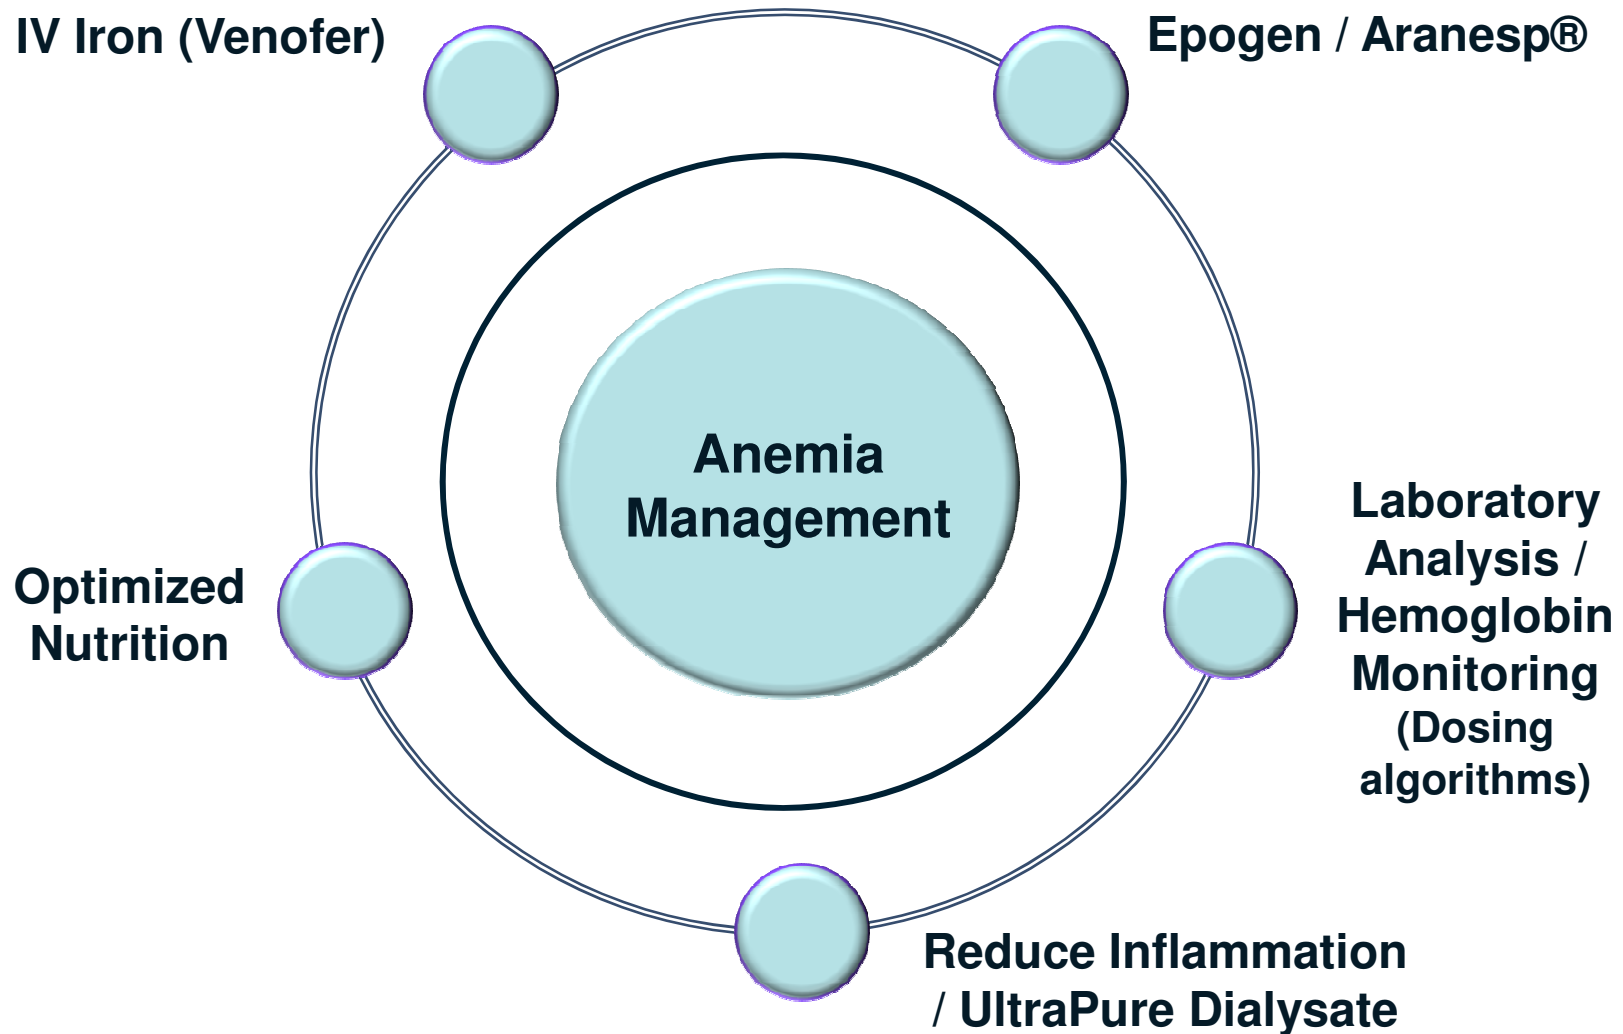 IV Iron (Venofer)
Epogen / Aranesp®
Anemia
Management
Laboratory
Analysis /
Hemoglobin
Monitoring
(Dosing
algorithms)
Optimized
Nutrition
Reduce Inflammation
/ UltraPure Dialysate